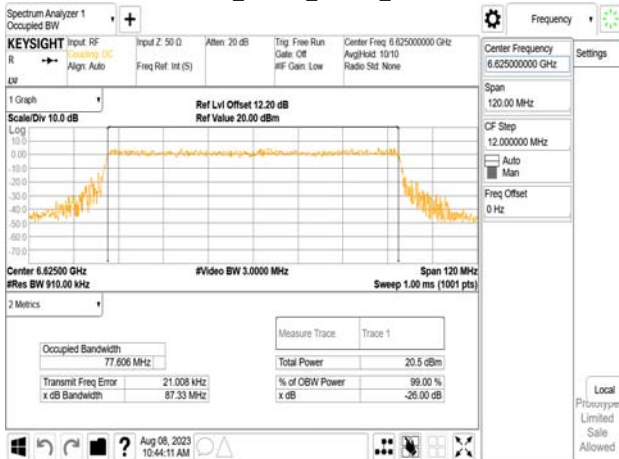 Spectrum Analyzer 1
Occupied BW
Frequency
KEYSIGHT
R
Input: RF
Coupling: DC
Align: Auto
Input Z: 50 Ω
Freq Ref: Int (S)
Atten: 20 dB
Trig: Free Run
Gate: Off
#IF Gain: Low
Center Freq: 6.625000000 GHz
Avg|Hold: 10/10
Radio Std: None
Center Frequency
6.625000000 GHz
Settings
Span
120.00 MHz
CF Step
12.000000 MHz
Auto
Man
Freq Offset
0 Hz
1 Graph
Scale/Div 10.0 dB
Ref Lvl Offset 12.20 dB
Ref Value 20.00 dBm
Log
10.0
0.00
-10.0
-20.0
-30.0
-40.0
-50.0
-60.0
-70.0
Center 6.62500 GHz
#Res BW 910.00 kHz
#Video BW 3.0000 MHz
Span 120 MHz
Sweep 1.00 ms (1001 pts)
2 Metrics
Measure Trace
Trace 1
Occupied Bandwidth
77.606 MHz
Total Power
20.5 dBm
Transmit Freq Error
21.008 kHz
% of OBW Power
99.00 %
x dB Bandwidth
87.33 MHz
x dB
-26.00 dB
Local
Prototype
Limited
Sale
Allowed
?
Aug 08, 2023
10:44:11 AM